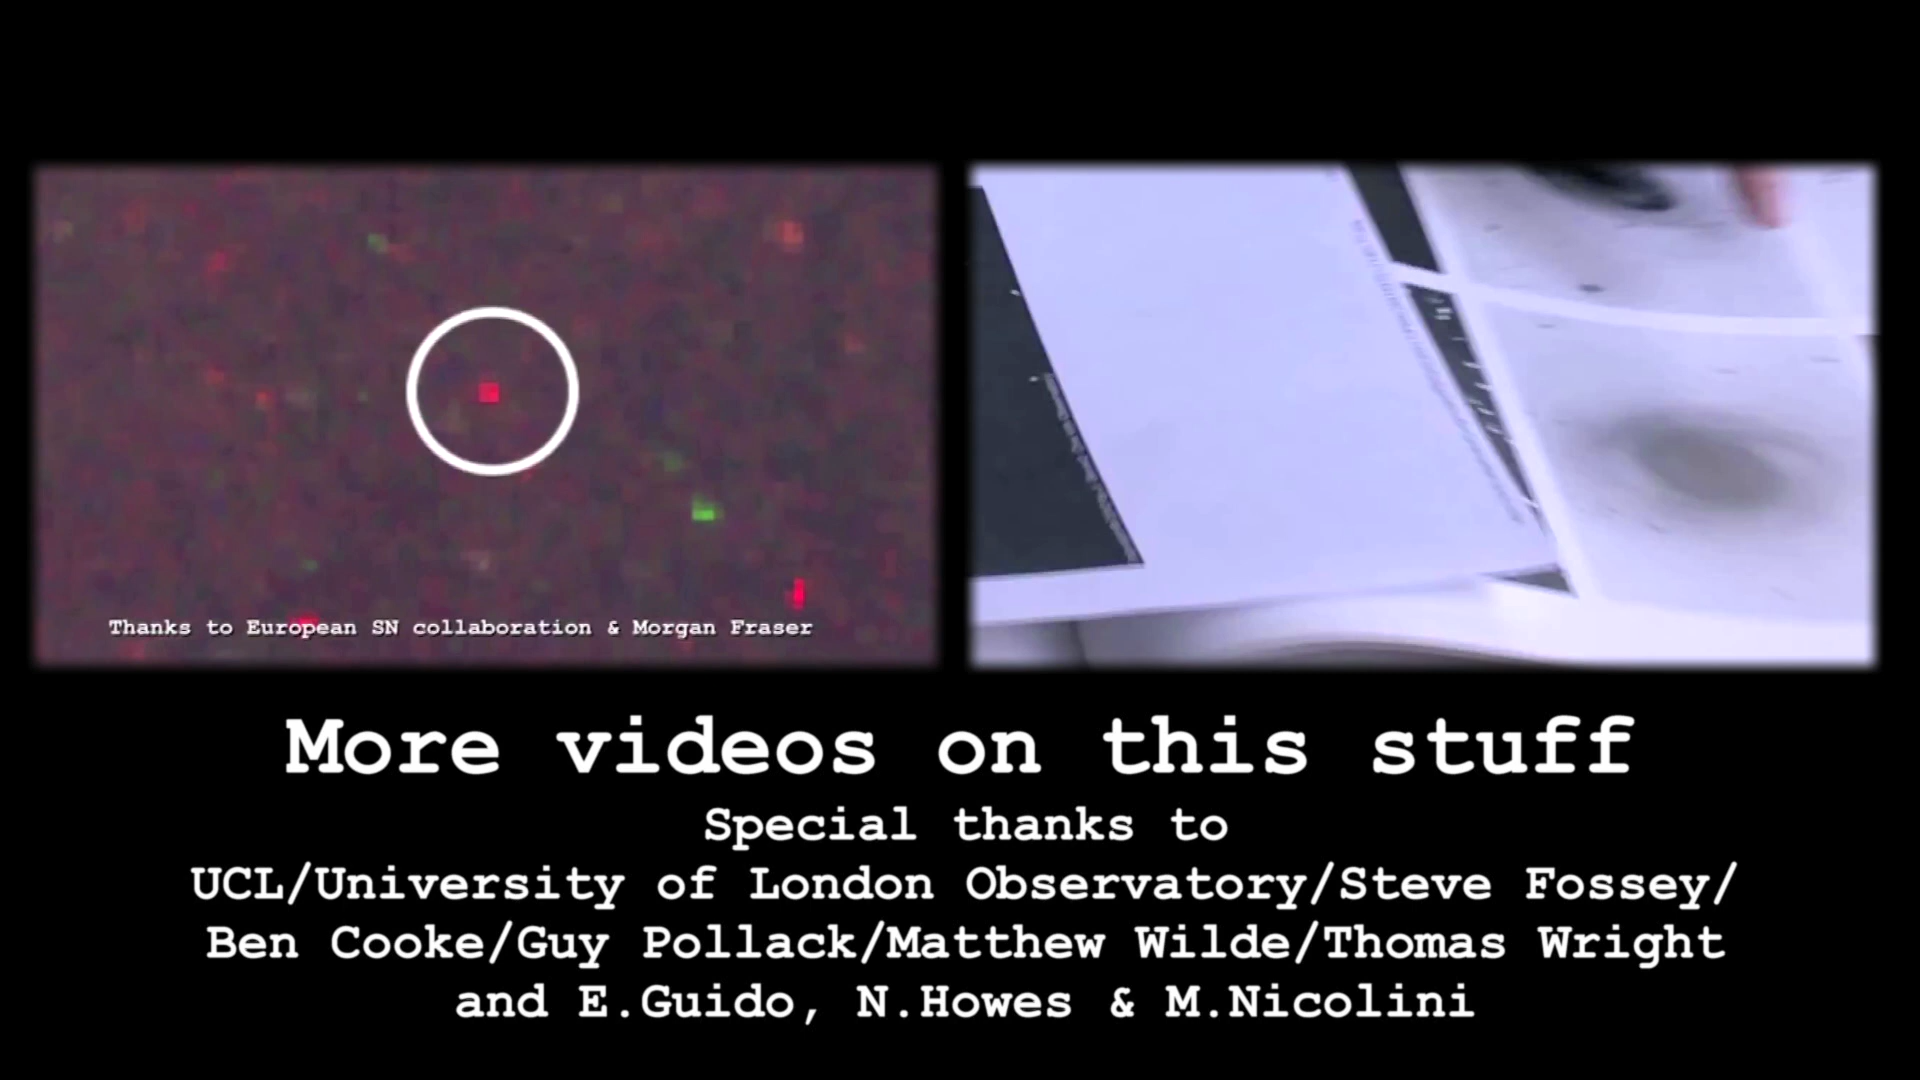 Thanks to European SN collaboration & Morgan Fraser
More videos on this stuff
Special thanks to
UCL/University of London Observatory/Steve Fossey/
Ben Cooke/Guy Pollack/Matthew Wilde/Thomas Wright
and E.Guido, N.Howes & M.Nicolini